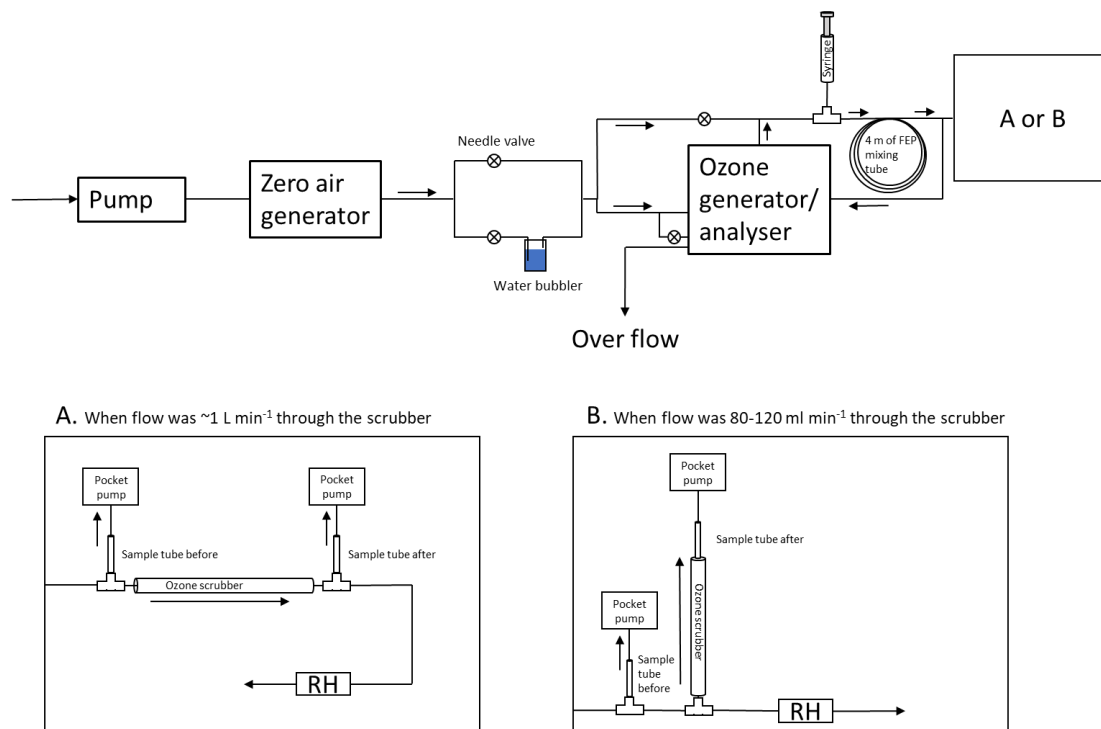 Syringe
Needle valve
Pump
Zero air
generator
Water bubbler
Ozone
generator/
analyser
4 m of FEP
mixing
tube
A or B
Over flow
A. When flow was ~1 L min⁻¹ through the scrubber
Pocket
pump
Pocket
pump
Sample tube before
Sample tube after
Ozone scrubber
RH
B. When flow was 80-120 ml min⁻¹ through the scrubber
Pocket
pump
Sample tube after
Ozone scrubber
Pocket
pump
Sample
tube
before
RH